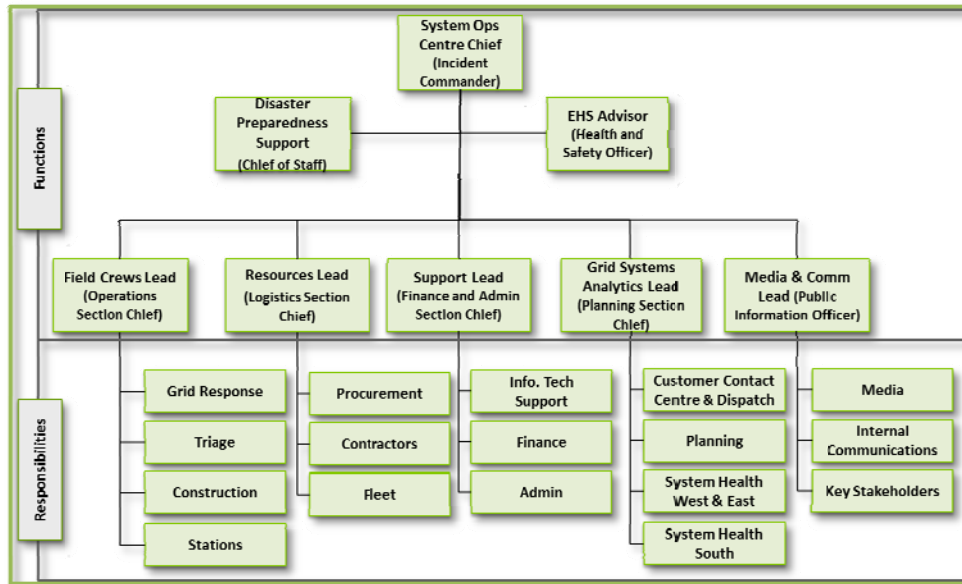 System Ops
Centre Chief
(Incident
Commander)
Disaster
Preparedness
Support
(Chief of Staff)
EHS Advisor
(Health and
Safety Officer)
Functions
Field Crews Lead
(Operations
Section Chief)
Resources Lead
(Logistics Section
Chief)
Support Lead
(Finance and Admin
Section Chief)
Grid Systems
Analytics Lead
(Planning Section
Chief)
Media & Comm
Lead (Public
Information Officer)
Responsibilities
Grid Response
Triage
Construction
Stations
Procurement
Contractors
Fleet
Info. Tech
Support
Finance
Admin
Customer Contact
Centre & Dispatch
Planning
System Health
West & East
System Health
South
Media
Internal
Communications
Key Stakeholders